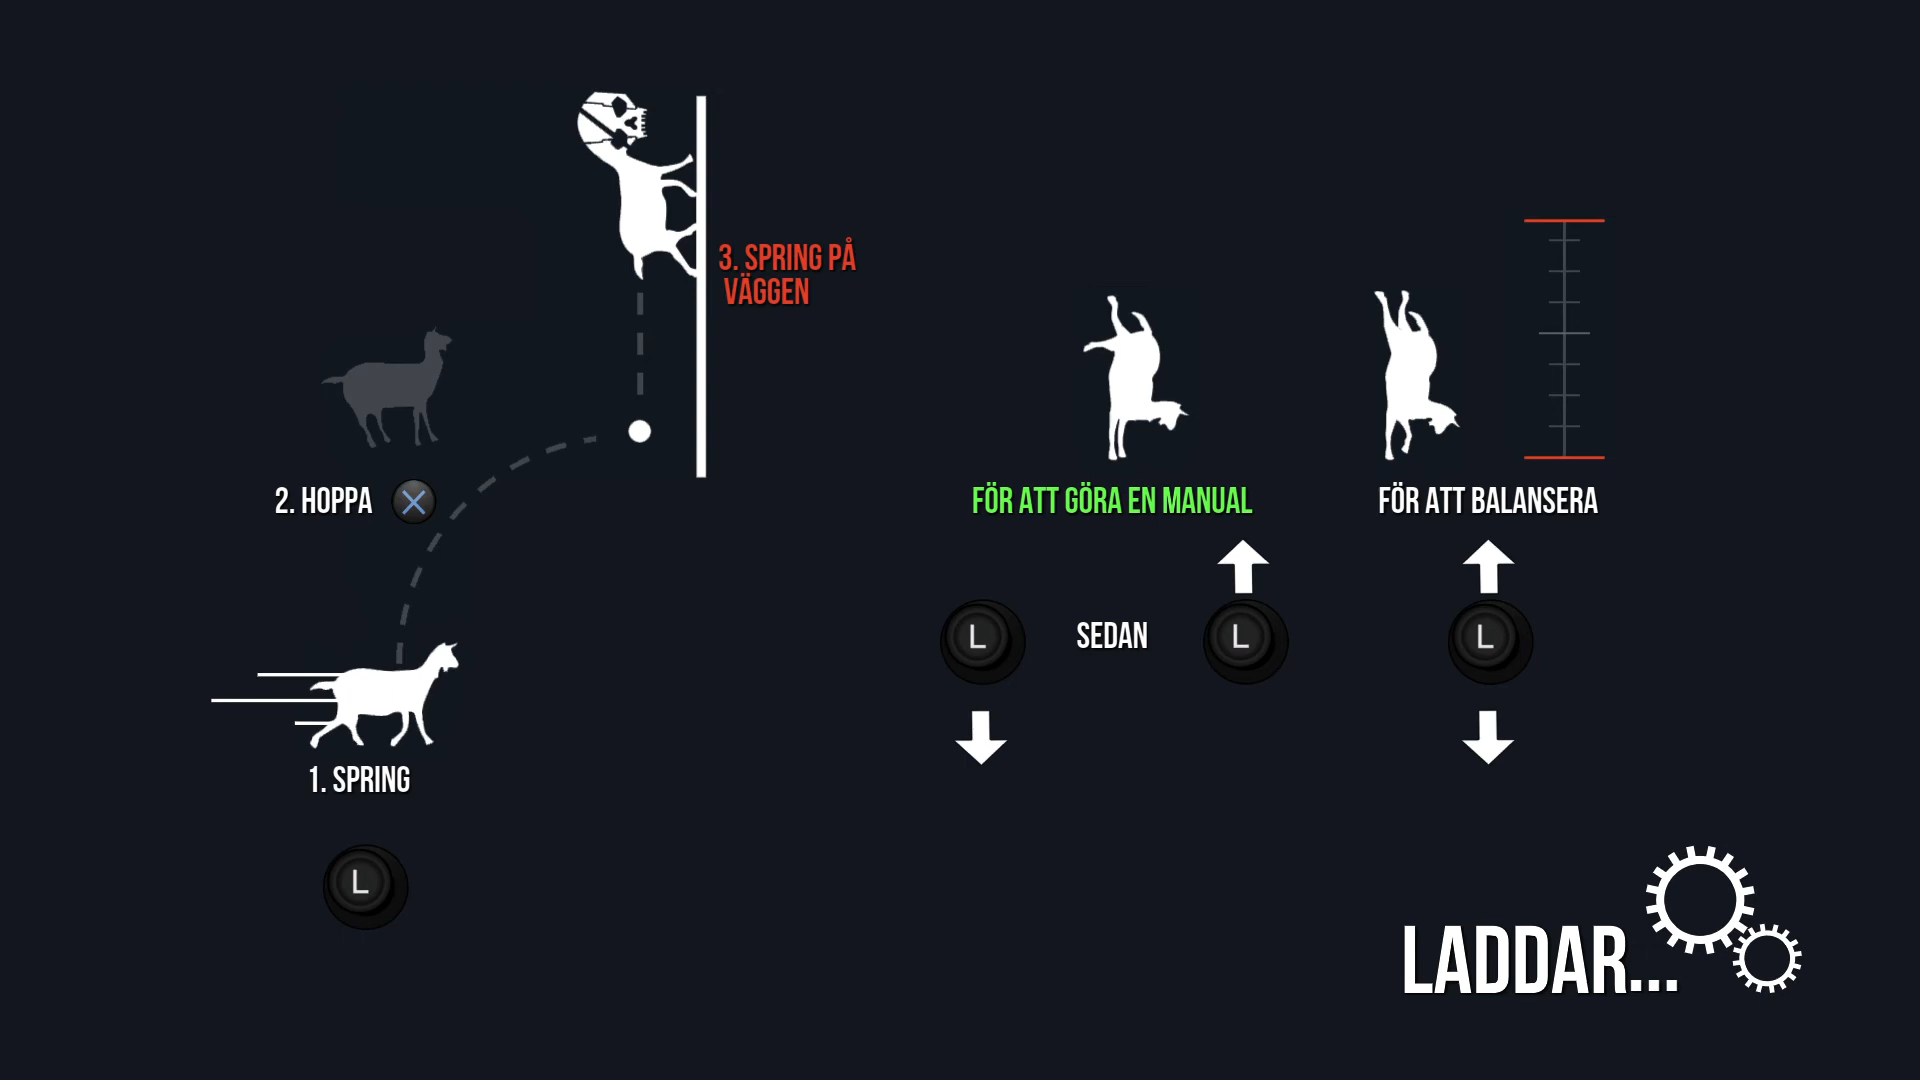 3. SPRING PÅ
VÄGGEN
2. HOPPA
1. SPRING
L
FÖR ATT GÖRA EN MANUAL
L SEDAN L
FÖR ATT BALANSERA
L
LADDAR...